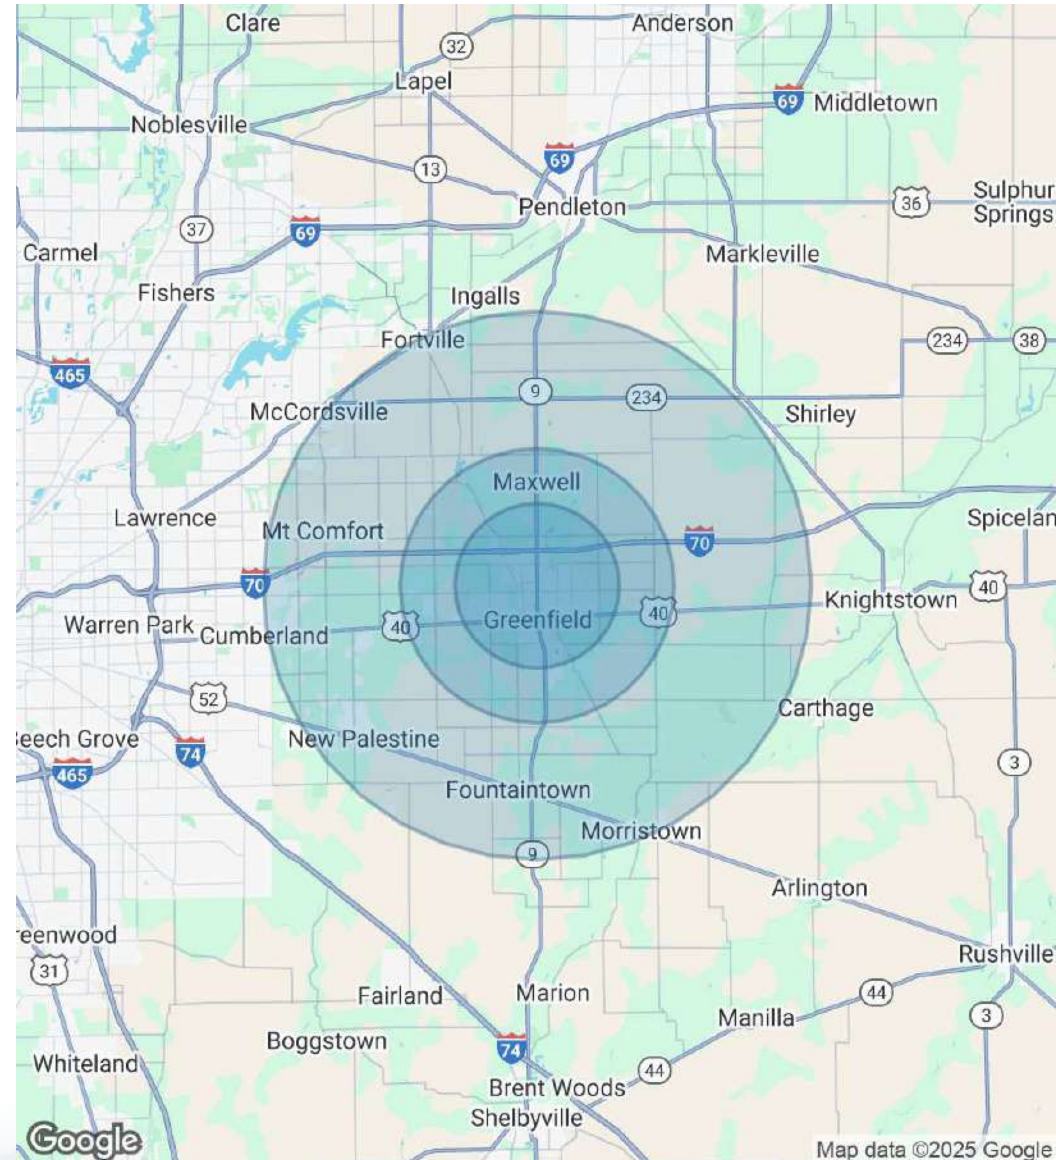 Clare
Anderson
32
Lapel
69
Middletown
Noblesville
69
13
Sulphur
Springs
36
Pendleton
37
69
Carmel
Markleville
Fishers
Ingalls
Fortville
234
38
465
9
234
McCordsville
Shirley
Maxwell
Lawrence
Mt Comfort
70
Spicelan
70
40
Knightstown
Warren Park
Cumberland
40
Greenfield
40
52
Carthage
Beech Grove
74
New Palestine
465
3
Fountaintown
Morristown
9
Arlington
reenwood
Rushville
31
Fairland
Marion
44
Manilla
3
Boggstown
74
Whiteland
44
Brent Woods
Shelbyville
Google
Map data ©2025 Google